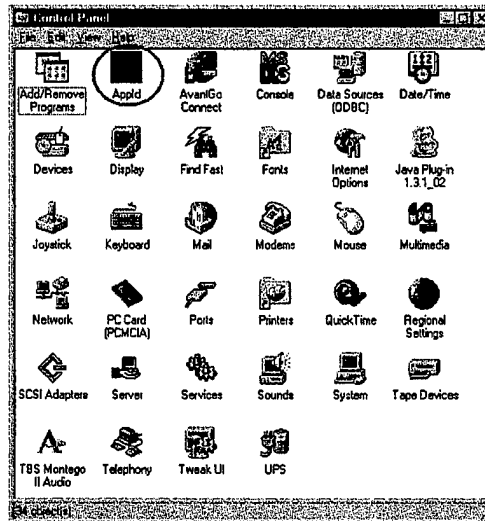 Control Panel
File Edit View Help
Add/Remove Programs
AppId
AvantGo Connect
Console
Data Sources (ODBC)
Date/Time
Devices
Display
Find Fast
Fonts
Internet Options
Java Plug-in 1.3.1_02
Joystick
Keyboard
Mail
Modems
Mouse
Multimedia
Network
PC Card (PCMCIA)
Ports
Printers
QuickTime
Regional Settings
SCSI Adapters
Server
Services
Sounds
System
Tape Devices
TBS Montego II Audio
Telephony
Tweak UI
UPS
34 object(s)